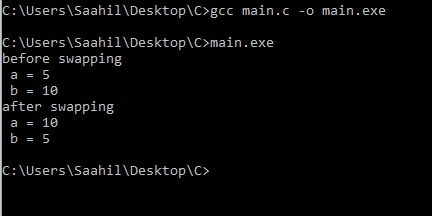 C:\Users\Saahil\Desktop\C>gcc main.c -o main.exe
C:\Users\Saahil\Desktop\C>main.exe
before swapping
 a = 5
 b = 10
after swapping
 a = 10
 b = 5
C:\Users\Saahil\Desktop\C>